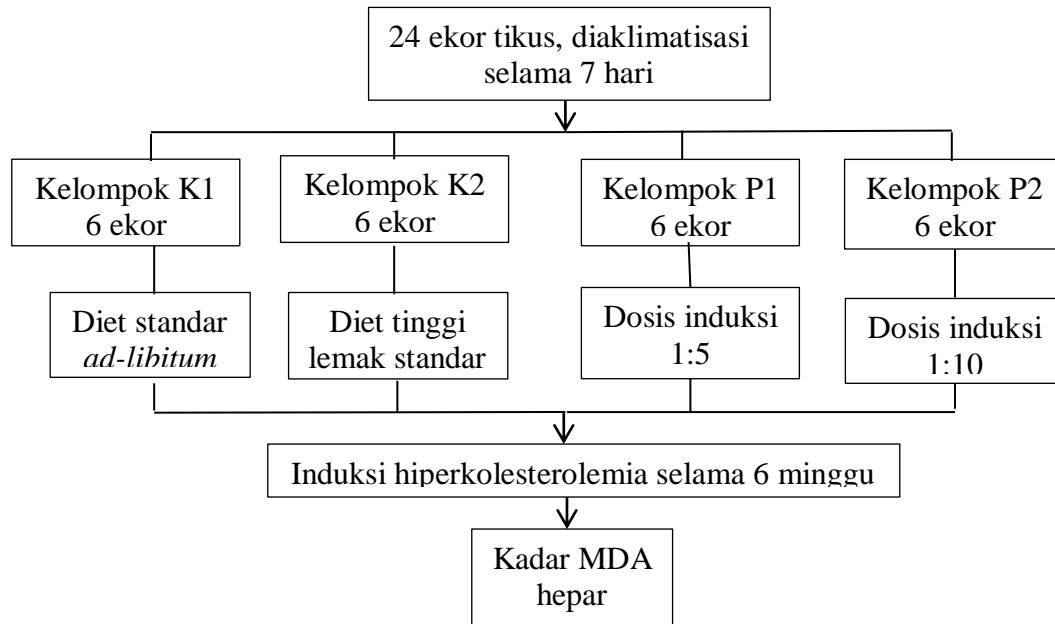 24 ekor tikus, diaklimatisasi
selama 7 hari
Kelompok K1
6 ekor
Kelompok K2
6 ekor
Kelompok P1
6 ekor
Kelompok P2
6 ekor
Diet standar
ad-libitum
Diet tinggi
lemak standar
Dosis induksi
1:5
Dosis induksi
1:10
Induksi hiperkolesterolemia selama 6 minggu
Kadar MDA
hepar